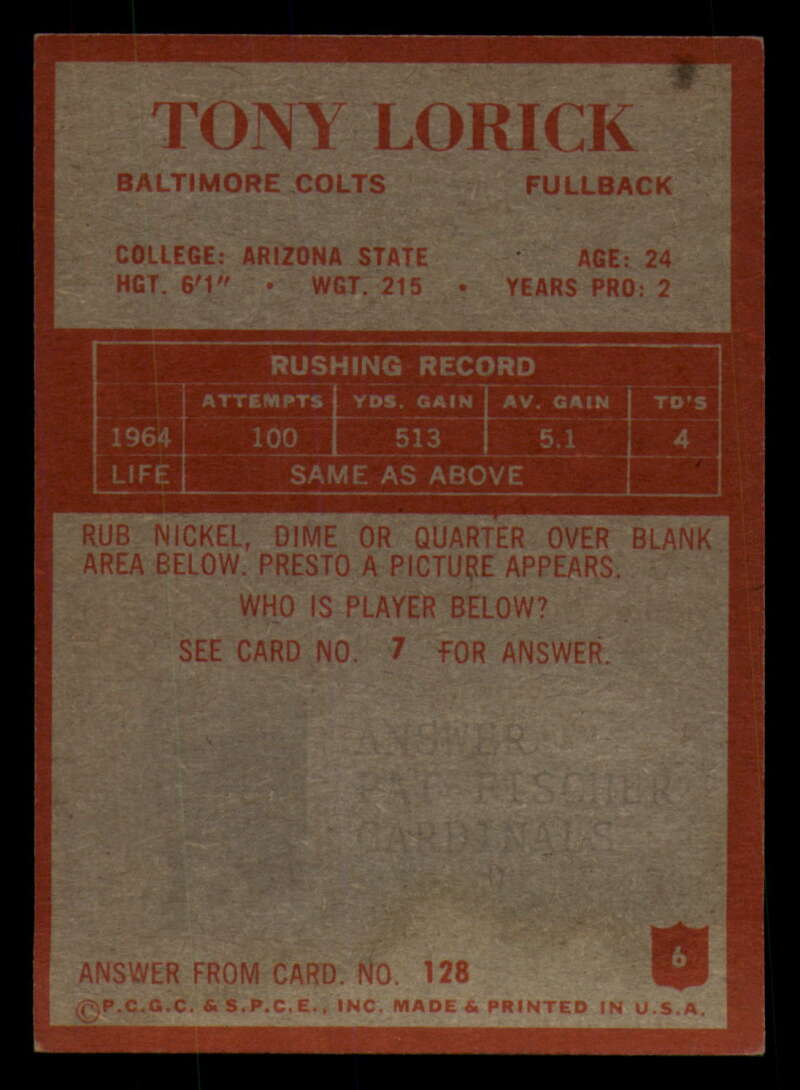 TONY LORICK
BALTIMORE COLTS FULLBACK
COLLEGE: ARIZONA STATE AGE: 24
HGT. 6'1" • WGT. 215 • YEARS PRO: 2
RUSHING RECORD
ATTEMPTS YDS. GAIN AV. GAIN TD'S
1964 100 513 5.1 4
LIFE SAME AS ABOVE
RUB NICKEL, DIME OR QUARTER OVER BLANK
AREA BELOW. PRESTO A PICTURE APPEARS.
WHO IS PLAYER BELOW?
SEE CARD NO. 7 FOR ANSWER.
ANSWER
PAT FISCHER
CARDINALS
6
ANSWER FROM CARD. NO. 128
©P.C.G.C. & S.P.C.E., INC. MADE & PRINTED IN U.S.A.